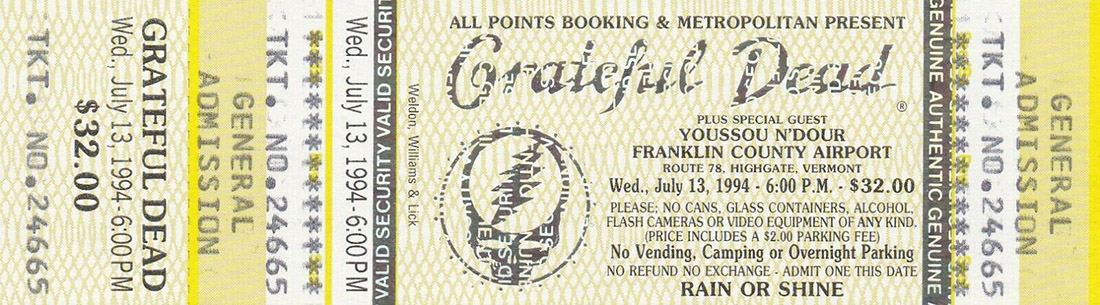 TKT. NO.24665
GRATEFUL DEAD
Wed., July 13, 1994-6:00 PM
$32.00
GENERAL
ADMISSION
TKT. NO.24665
Wed., July 13, 1994-6:00 PM
VALID SECURITY VALID SECURIT
Weldon, Williams & Lick
ALL POINTS BOOKING & METROPOLITAN PRESENT
Grateful Dead®
PLUS SPECIAL GUEST
YOUSSOU N'DOUR
FRANKLIN COUNTY AIRPORT
ROUTE 78, HIGHGATE, VERMONT
Wed., July 13, 1994 - 6:00 P.M. - $32.00
PLEASE; NO CANS, GLASS CONTAINERS, ALCOHOL,
FLASH CAMERAS OR VIDEO EQUIPMENT OF ANY KIND.
(PRICE INCLUDES A $2.00 PARKING FEE)
No Vending, Camping or Overnight Parking
NO REFUND NO EXCHANGE - ADMIT ONE THIS DATE
RAIN OR SHINE
GENUINE AUTHENTIC GENUINE
TKT. NO.24665
GENERAL
ADMISSION